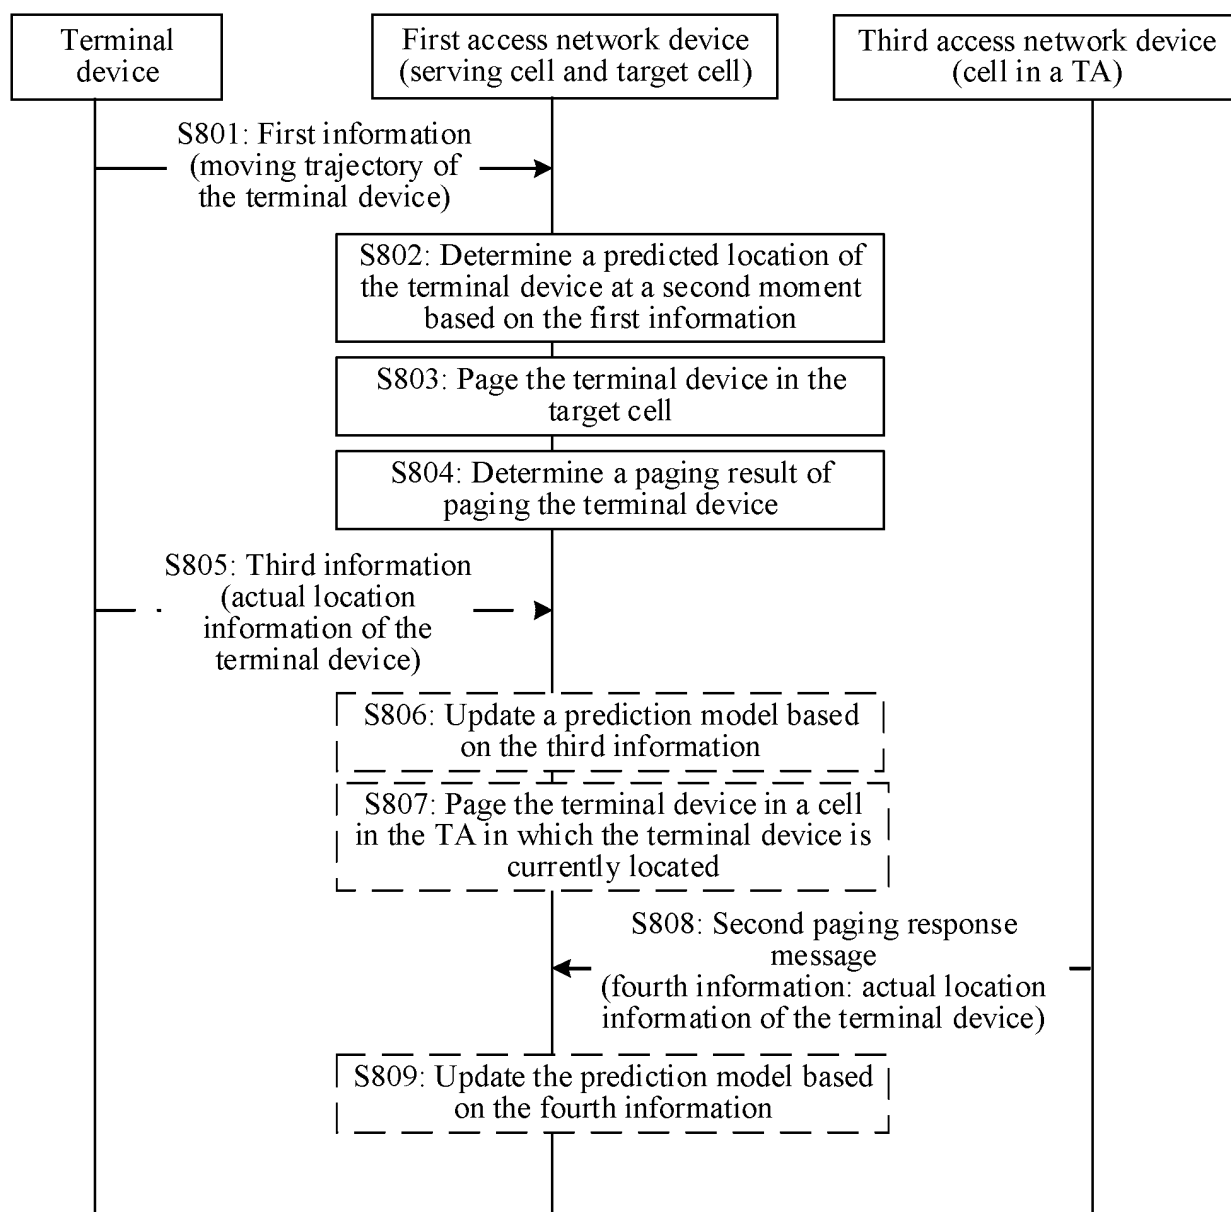 Terminal
device
First access network device
(serving cell and target cell)
Third access network device
(cell in a TA)
S801: First information
(moving trajectory of
the terminal device)
S802: Determine a predicted location of
the terminal device at a second moment
based on the first information
S803: Page the terminal device in the
target cell
S804: Determine a paging result of
paging the terminal device
S805: Third information
(actual location
information of the
terminal device)
S806: Update a prediction model based
on the third information
S807: Page the terminal device in a cell
in the TA in which the terminal device is
currently located
S808: Second paging response
message
(fourth information: actual location
information of the terminal device)
S809: Update the prediction model based
on the fourth information